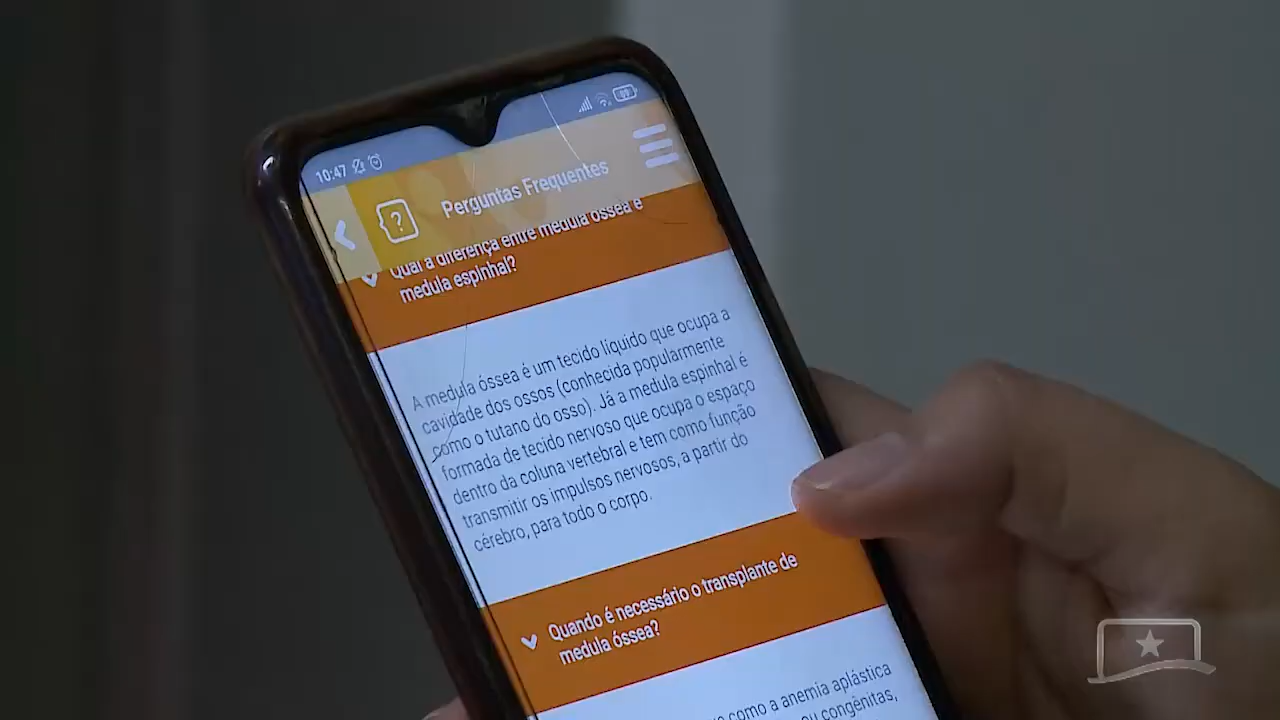 10:47
99
Perguntas Frequentes
Qual a diferença entre medula óssea e
medula espinhal?
A medula óssea é um tecido líquido que ocupa a
cavidade dos ossos (conhecida popularmente
como o tutano do osso). Já a medula espinhal é
formada de tecido nervoso que ocupa o espaço
dentro da coluna vertebral e tem como função
transmitir os impulsos nervosos, a partir do
cérebro, para todo o corpo.
Quando é necessário o transplante de
medula óssea?
como a anemia aplástica
ou congênitas,